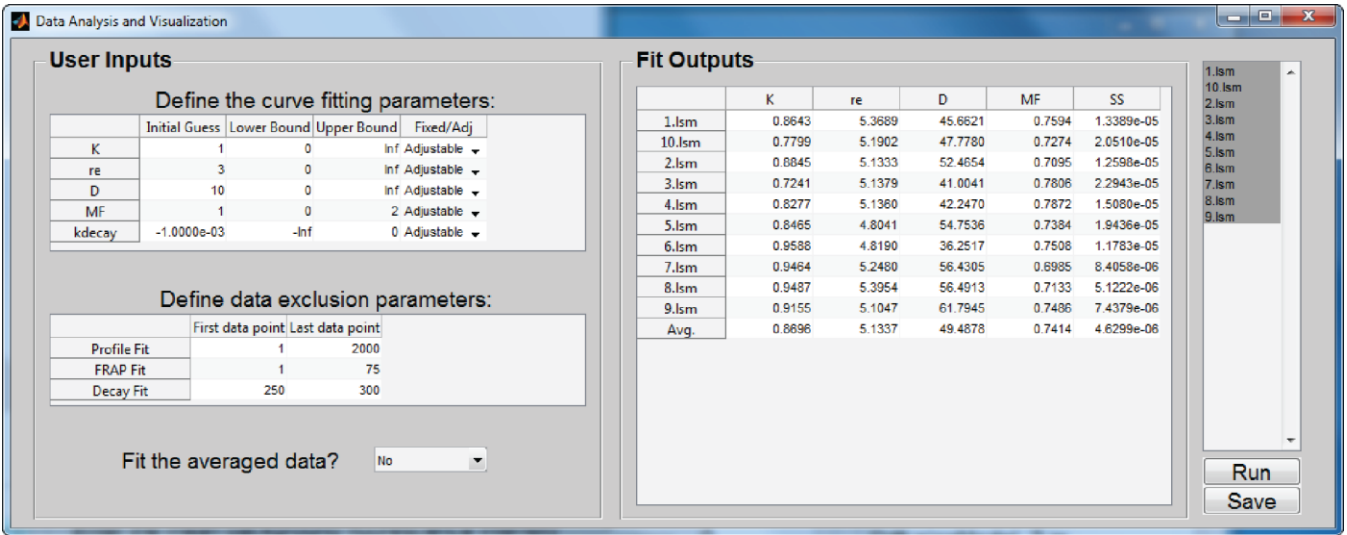 Data Analysis and Visualization
User Inputs
Define the curve fitting parameters:
Initial Guess Lower Bound Upper Bound Fixed/Adj
K 1 0 Inf Adjustable
re 3 0 Inf Adjustable
D 10 0 Inf Adjustable
MF 1 0 2 Adjustable
kdecay -1.0000e-03 -Inf 0 Adjustable
Define data exclusion parameters:
First data point Last data point
Profile Fit 1 2000
FRAP Fit 1 75
Decay Fit 250 300
Fit the averaged data? No
Fit Outputs
K re D MF SS
1.lsm 0.8643 5.3689 45.6621 0.7594 1.3389e-05
10.lsm 0.7799 5.1902 47.7780 0.7274 2.0510e-05
2.lsm 0.8845 5.1333 52.4654 0.7095 1.2598e-05
3.lsm 0.7241 5.1379 41.0041 0.7806 2.2943e-05
4.lsm 0.8277 5.1360 42.2470 0.7872 1.5080e-05
5.lsm 0.8465 4.8041 54.7536 0.7384 1.9436e-05
6.lsm 0.9588 4.8190 36.2517 0.7508 1.1783e-05
7.lsm 0.9464 5.2480 56.4305 0.6985 8.4058e-06
8.lsm 0.9487 5.3954 56.4913 0.7133 5.1222e-06
9.lsm 0.9155 5.1047 61.7945 0.7486 7.4379e-06
Avg. 0.8696 5.1337 49.4878 0.7414 4.6299e-06
1.lsm
10.lsm
2.lsm
3.lsm
4.lsm
5.lsm
6.lsm
7.lsm
8.lsm
9.lsm
Run
Save